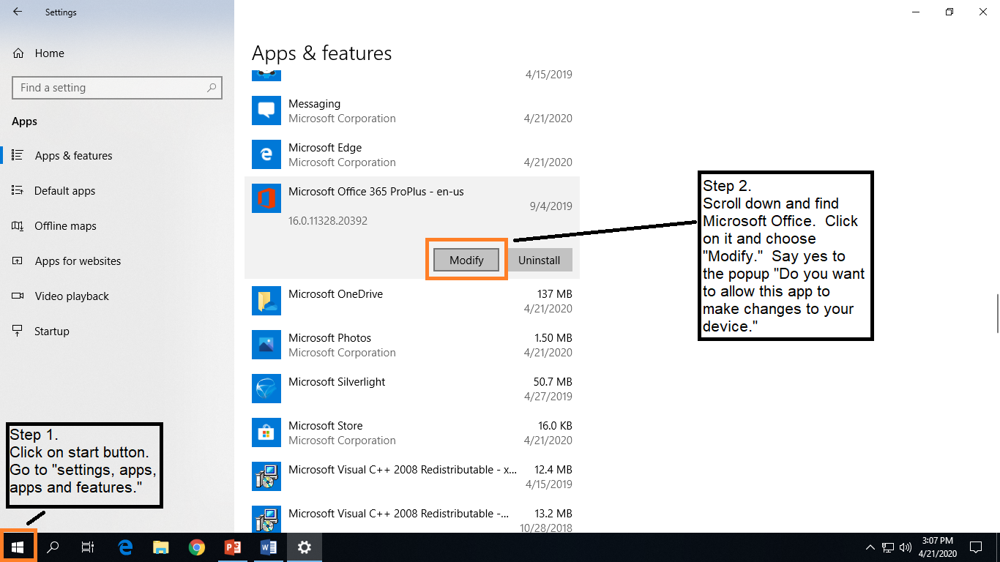 Settings
Home
Find a setting
Apps
Apps & features
Default apps
Offline maps
Apps for websites
Video playback
Startup
Apps & features
4/15/2019
Messaging
Microsoft Corporation 4/21/2020
Microsoft Edge
Microsoft Corporation 4/21/2020
Microsoft Office 365 ProPlus - en-us
9/4/2019
16.0.11328.20392
Modify Uninstall
Microsoft OneDrive 137 MB
4/21/2020
Microsoft Photos 1.50 MB
Microsoft Corporation 4/21/2020
Microsoft Silverlight 50.7 MB
4/27/2019
Microsoft Store 16.0 KB
Microsoft Corporation 4/21/2020
Microsoft Visual C++ 2008 Redistributable - x... 12.4 MB
4/15/2019
Microsoft Visual C++ 2008 Redistributable -... 13.2 MB
10/28/2018
Step 1.
Click on start button.
Go to "settings, apps,
apps and features."
Step 2.
Scroll down and find
Microsoft Office.  Click
on it and choose
"Modify."  Say yes to
the popup "Do you want
to allow this app to
make changes to your
device."
3:07 PM
4/21/2020